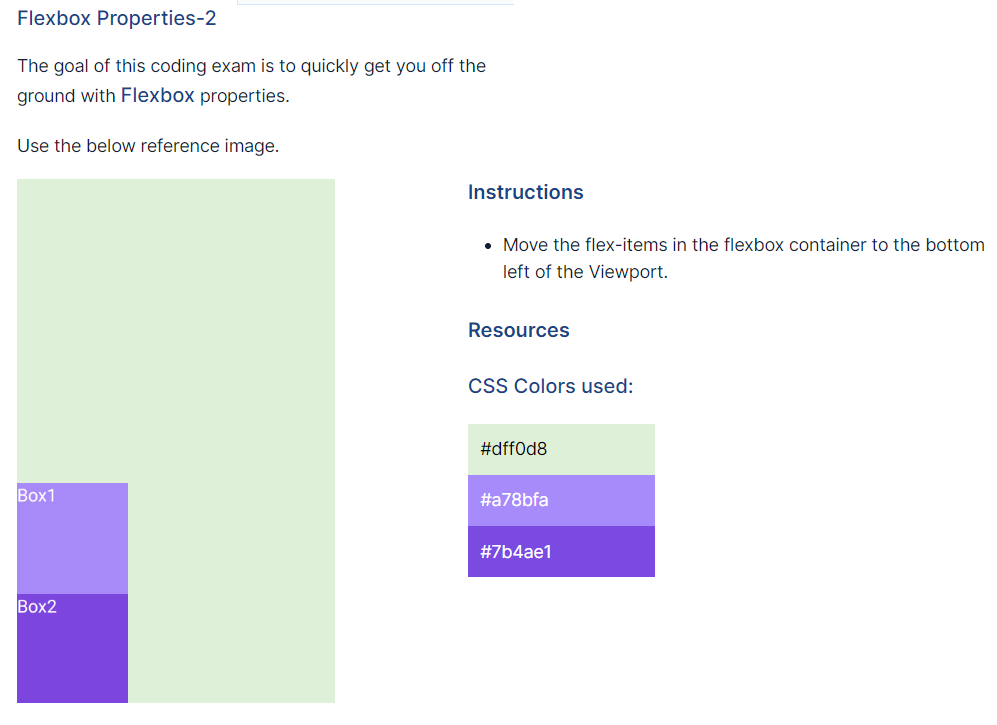 Flexbox Properties-2
The goal of this coding exam is to quickly get you off the
ground with Flexbox properties.
Use the below reference image.
Box1
Box2
Instructions
• Move the flex-items in the flexbox container to the bottom
left of the Viewport.
Resources
CSS Colors used:
#dff0d8
#a78bfa
#7b4ae1